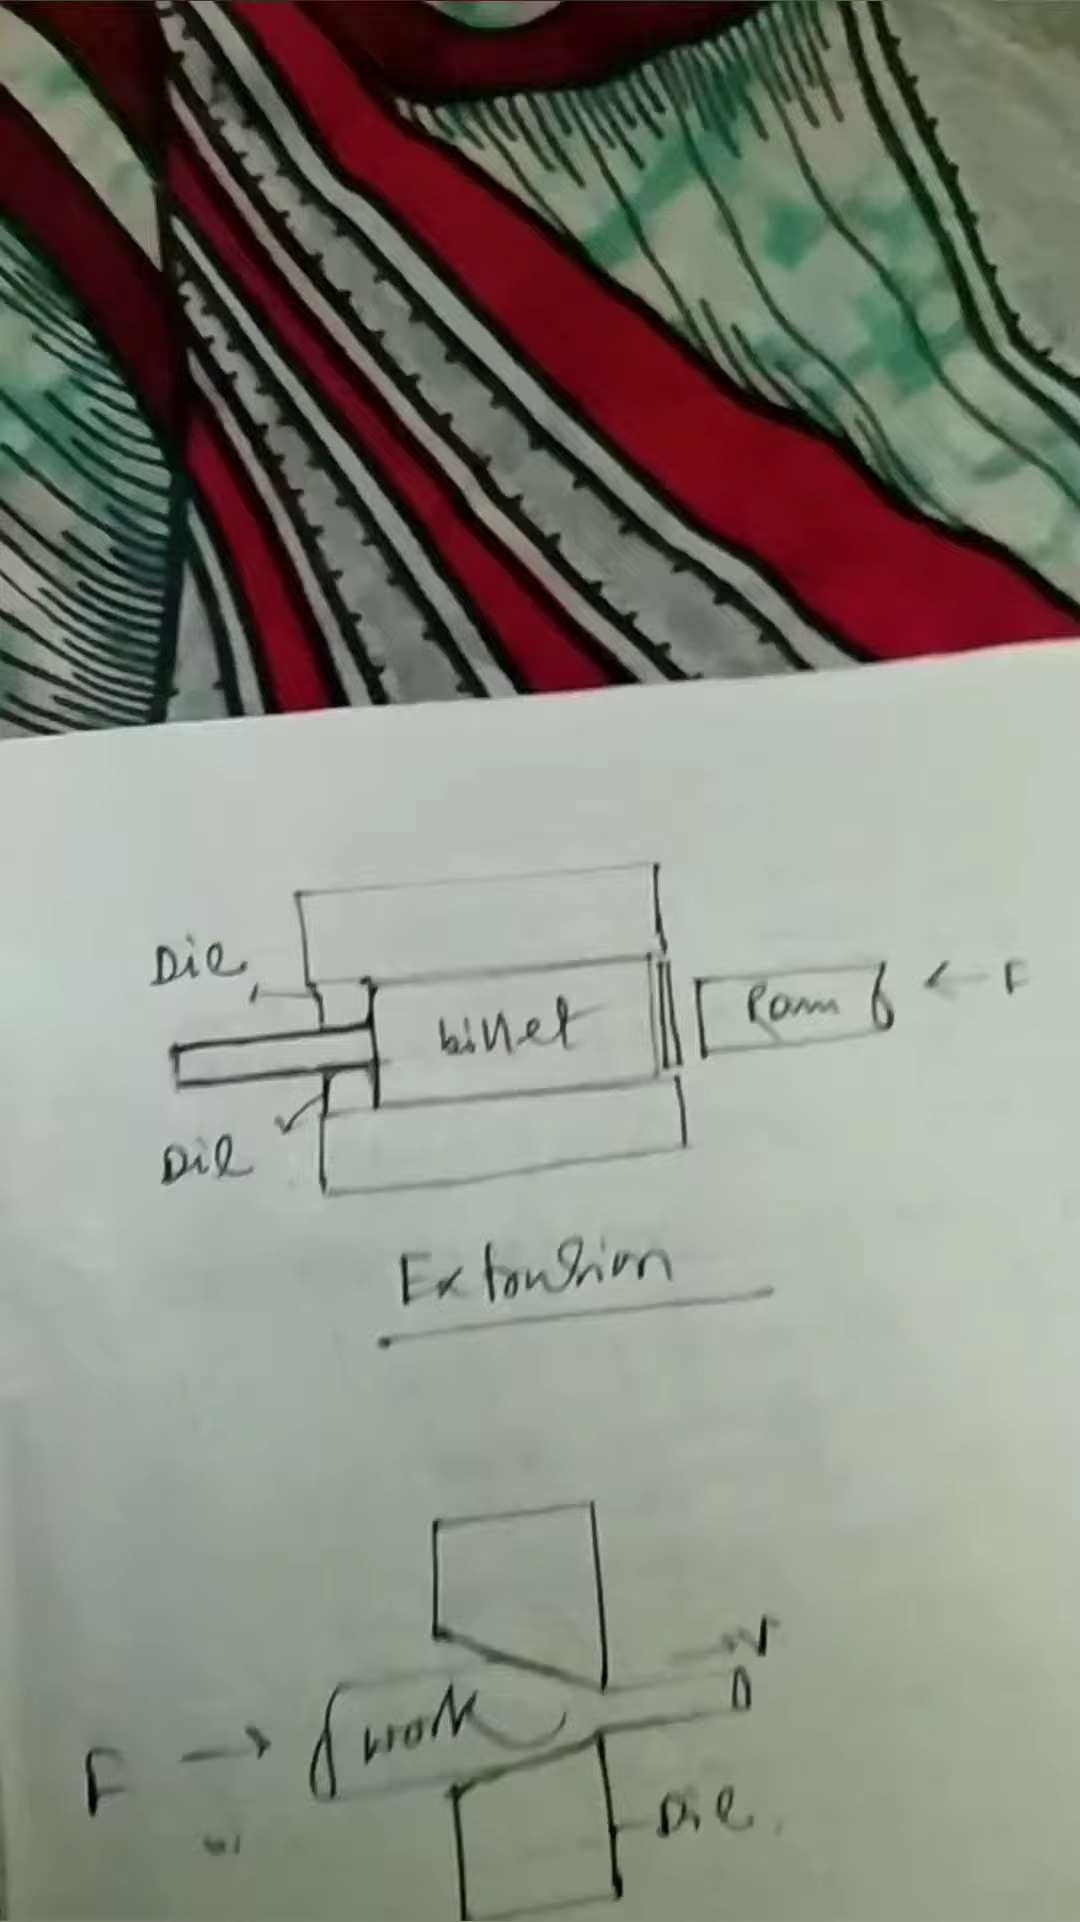 Die
billet
Ram
← F
Die
Extrusion
V
F → work
Die